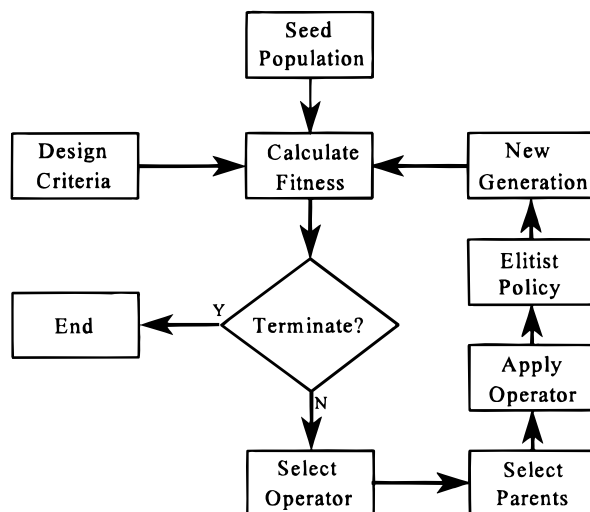 Seed
Population
Design
Criteria
Calculate
Fitness
New
Generation
Elitist
Policy
End
Y
Terminate?
Apply
Operator
N
Select
Operator
Select
Parents